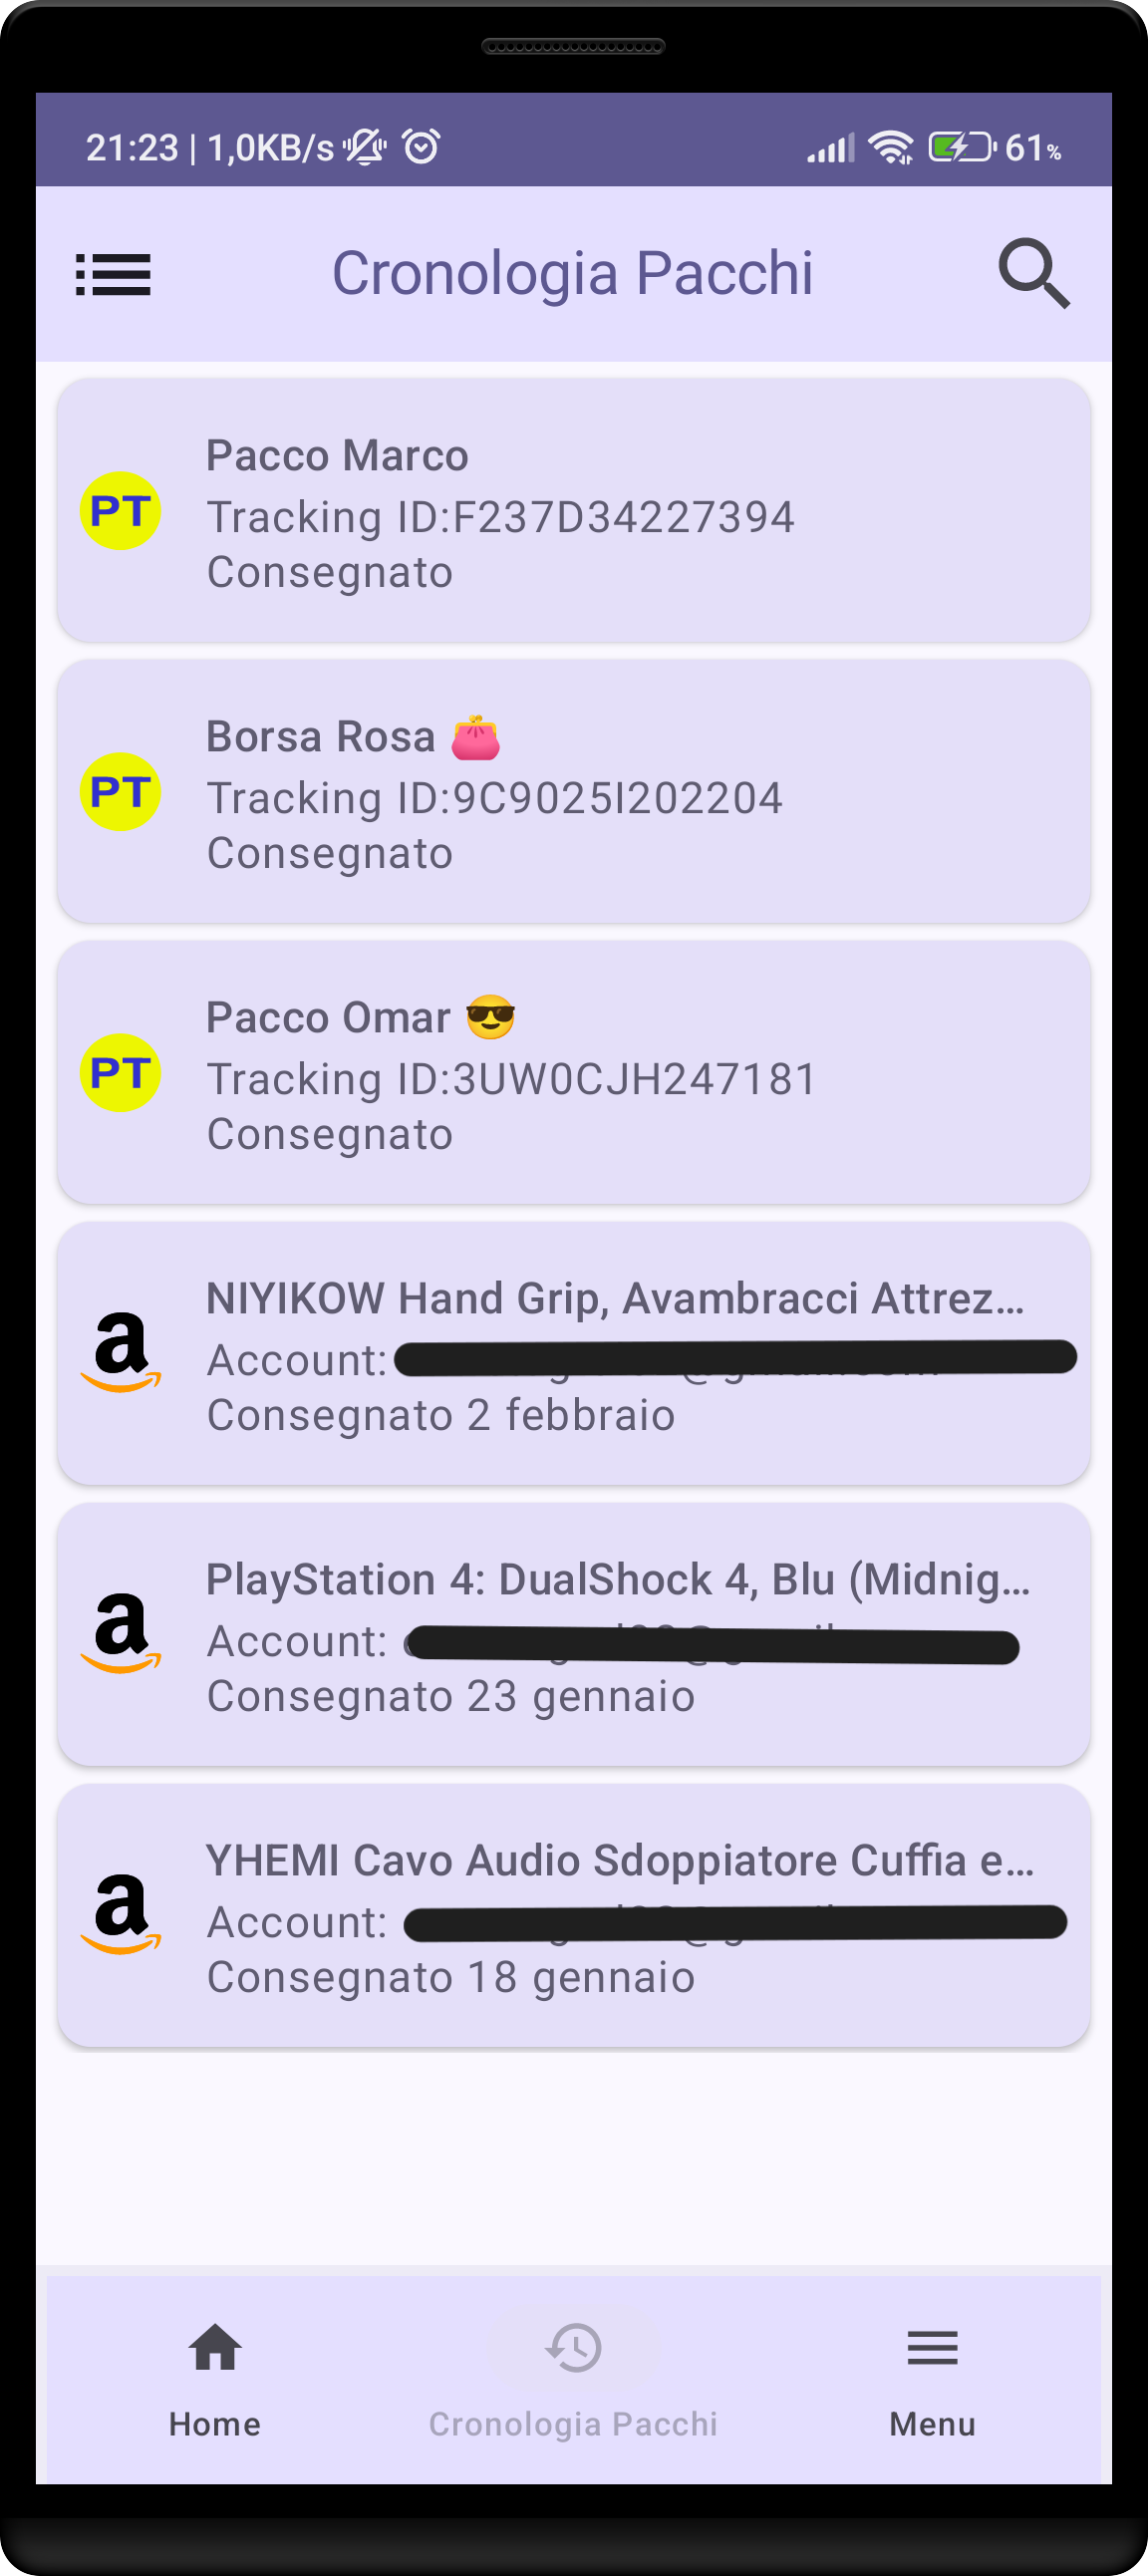 21:23 | 1,0KB/s 61%
Cronologia Pacchi
Pacco Marco
PT
Tracking ID:F237D34227394
Consegnato
Borsa Rosa 👛
PT
Tracking ID:9C9025I202204
Consegnato
Pacco Omar 😎
PT
Tracking ID:3UW0CJH247181
Consegnato
NIYIKOW Hand Grip, Avambracci Attrez...
a
Account:
Consegnato 2 febbraio
PlayStation 4: DualShock 4, Blu (Midnig...
a
Account:
Consegnato 23 gennaio
YHEMI Cavo Audio Sdoppiatore Cuffia e...
a
Account:
Consegnato 18 gennaio
Home
Cronologia Pacchi
Menu